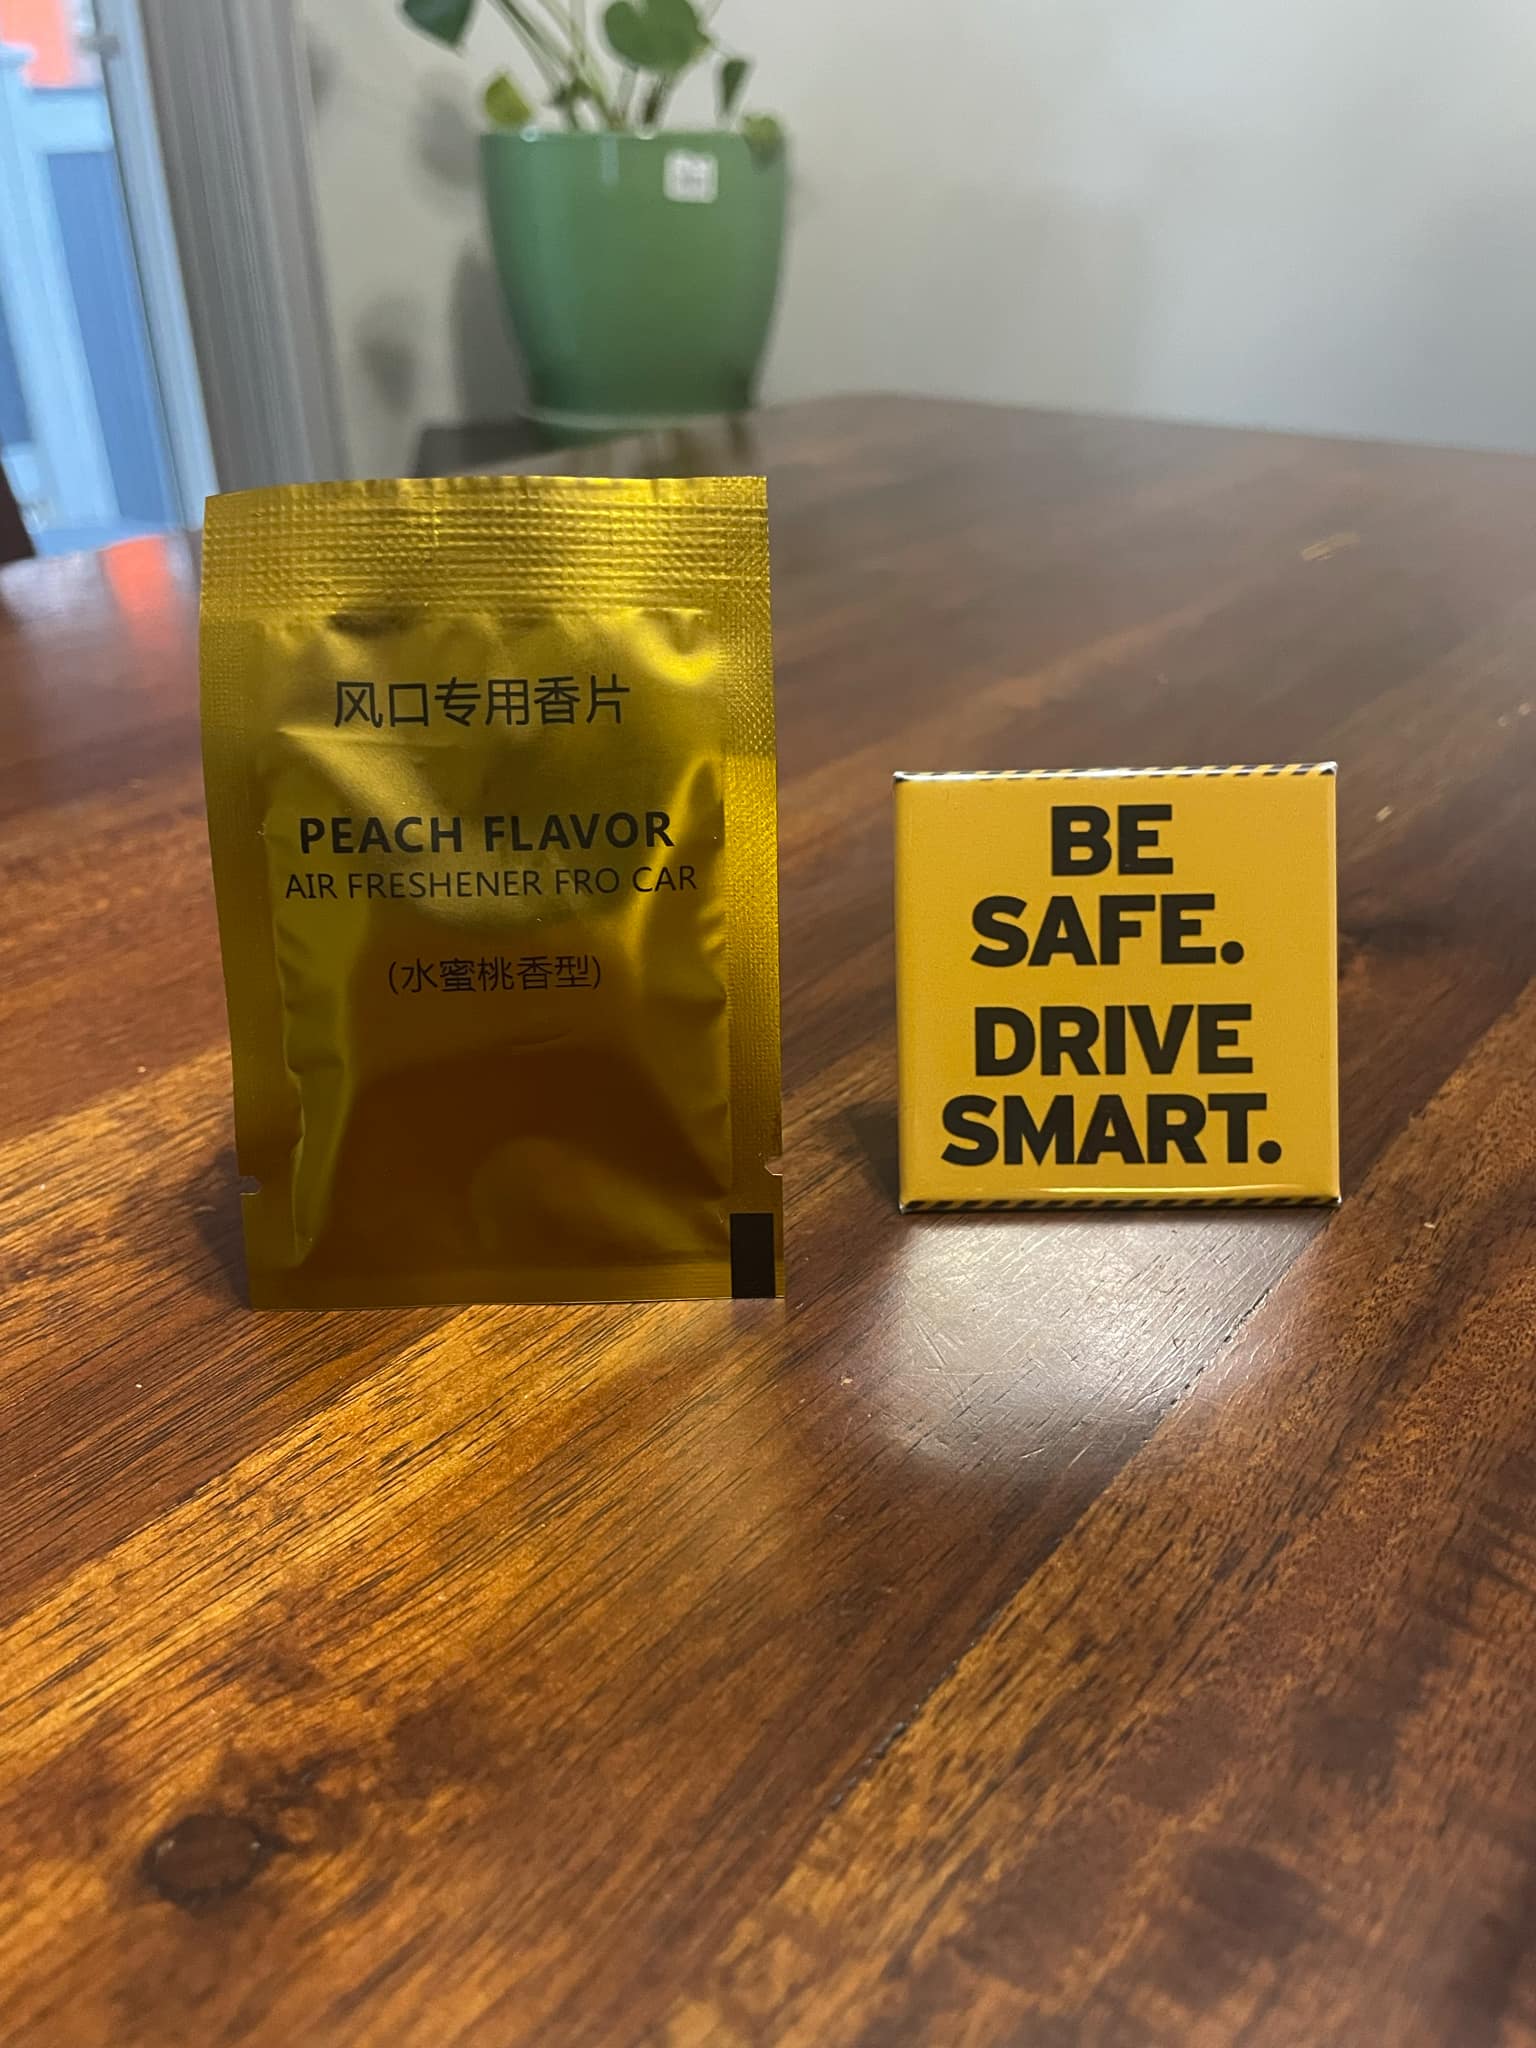 风口专用香片
PEACH FLAVOR
AIR FRESHENER FRO CAR
(水蜜桃香型)
BE
SAFE.
DRIVE
SMART.